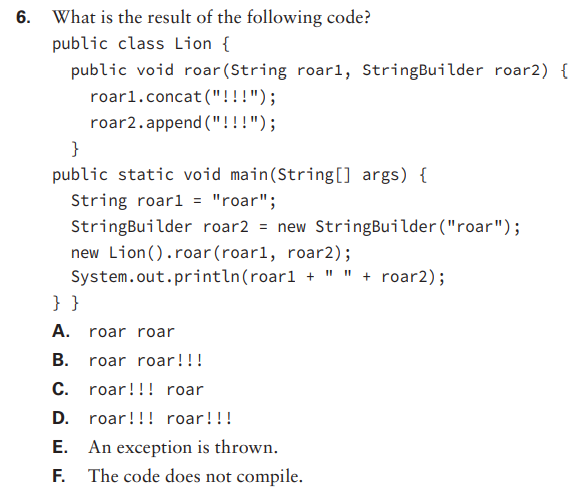 6. What is the result of the following code?
public class Lion {
public void roar(String roar1, StringBuilder roar2) {
roar1.concat("!!!");
roar2.append("!!!");
}
public static void main(String[] args) {
String roar1 = "roar";
StringBuilder roar2 = new StringBuilder("roar");
new Lion().roar(roar1, roar2);
System.out.println(roar1 + " " + roar2);
} }
A. roar roar
B. roar roar!!!
C. roar!!! roar
D. roar!!! roar!!!
E. An exception is thrown.
F. The code does not compile.